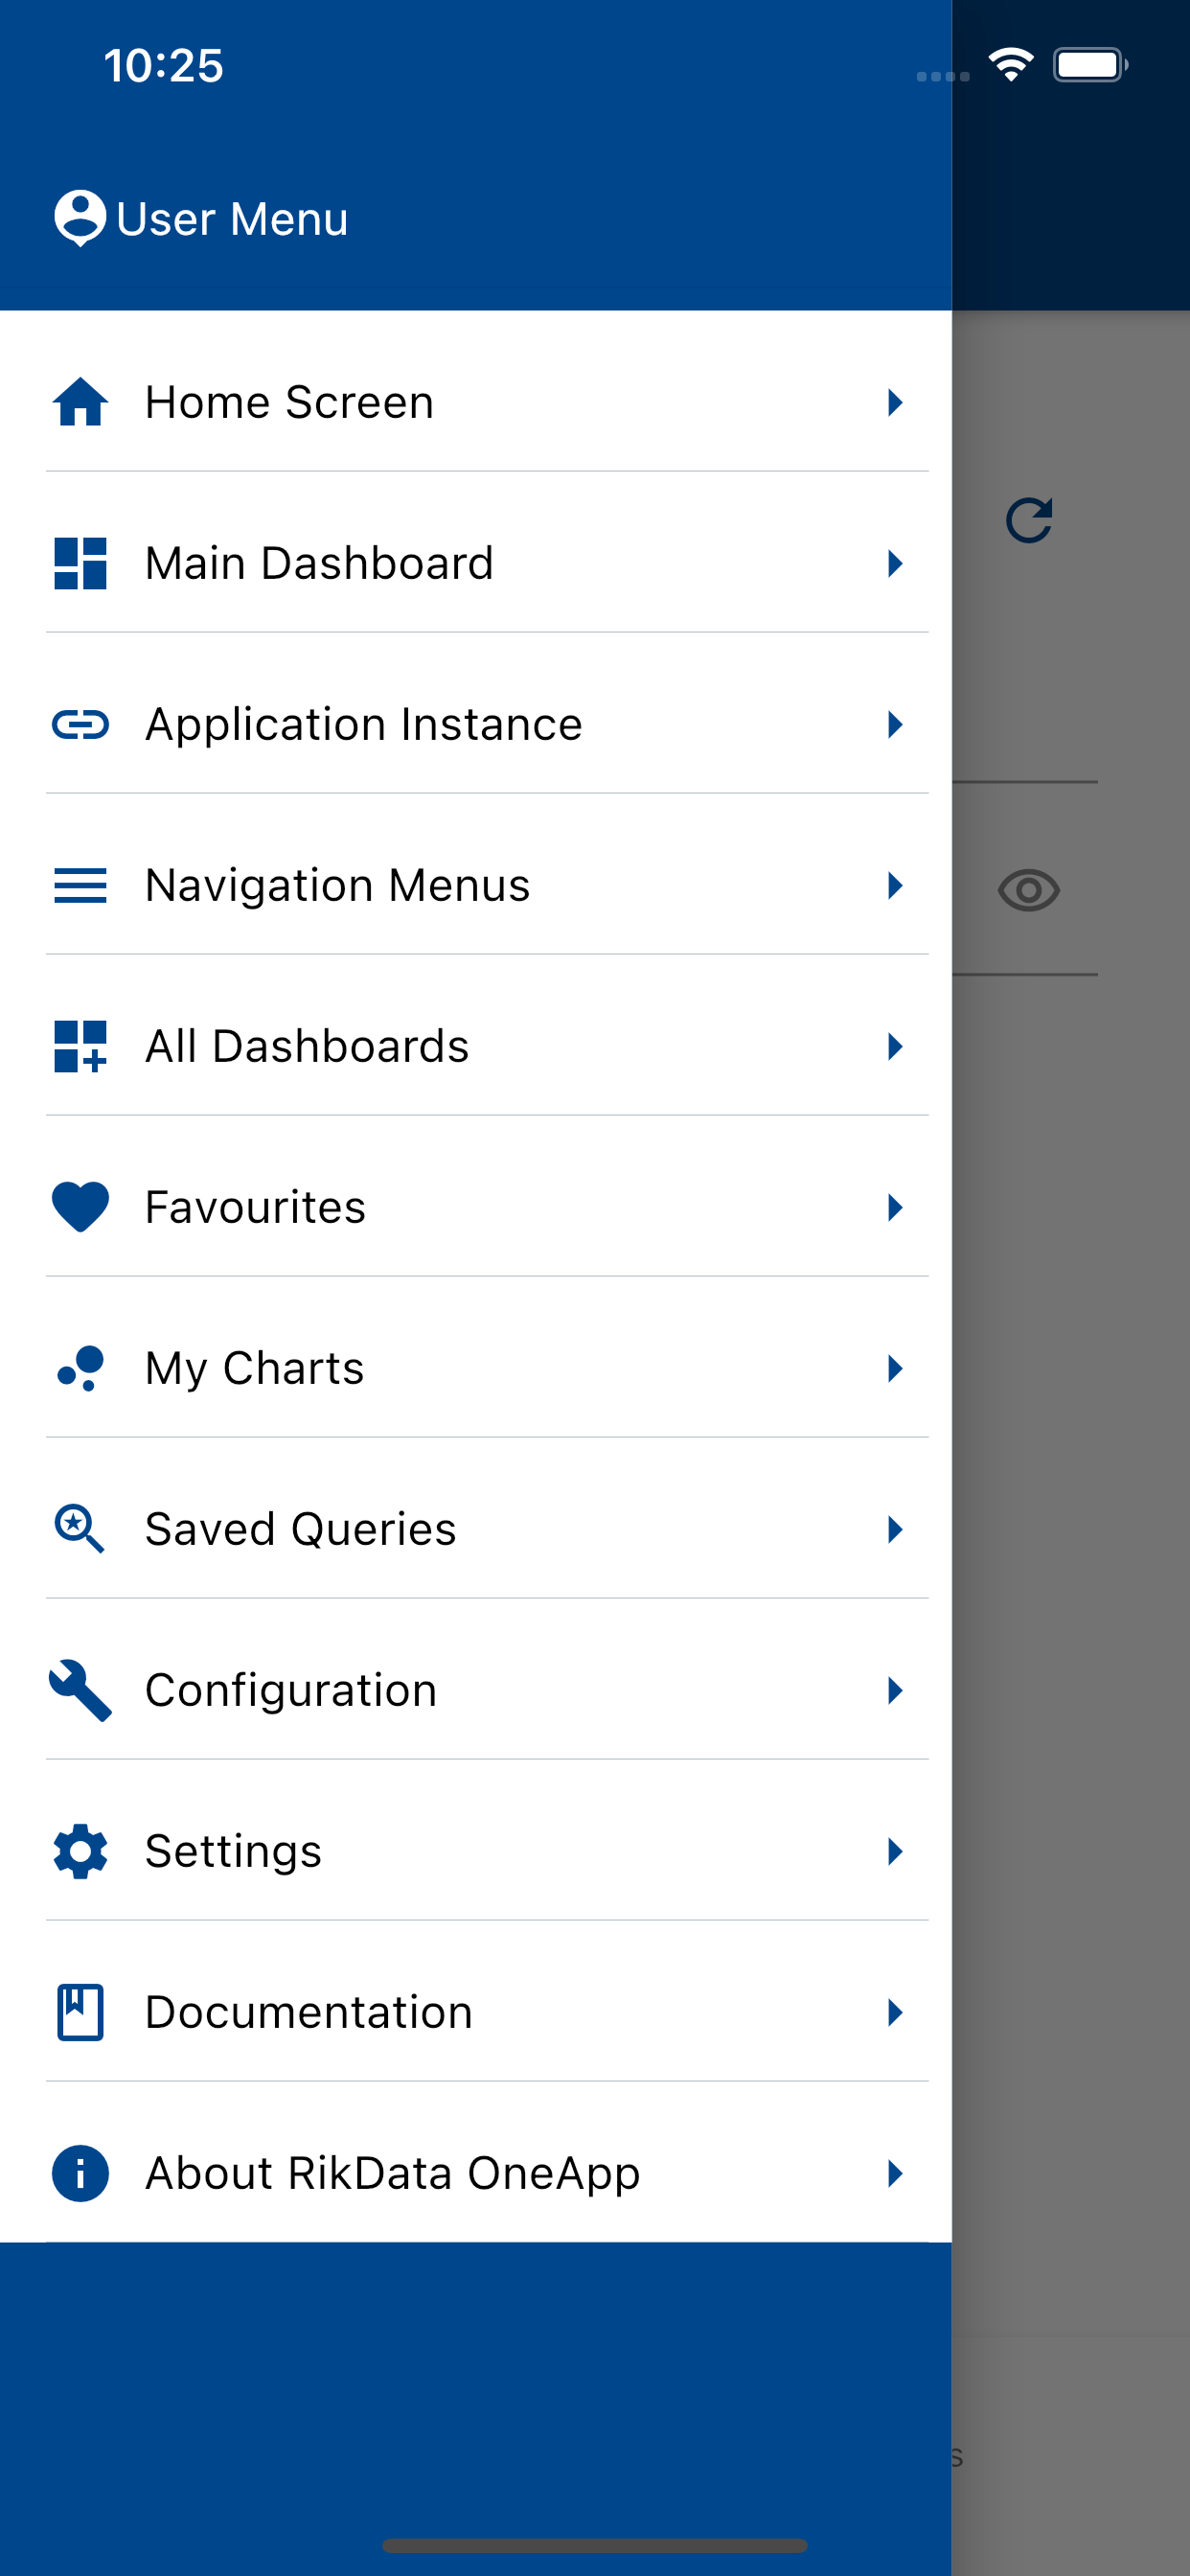 10:25
User Menu
Home Screen
Main Dashboard
Application Instance
Navigation Menus
All Dashboards
Favourites
My Charts
Saved Queries
Configuration
Settings
Documentation
About RikData OneApp
s